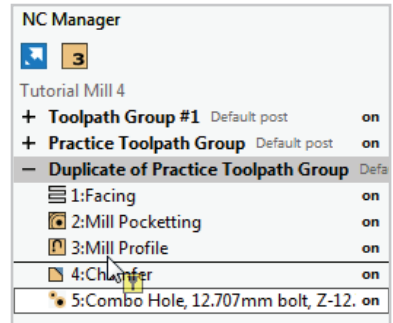 NC Manager
3
Tutorial Mill 4
+ Toolpath Group #1 Default post on
+ Practice Toolpath Group Default post on
− Duplicate of Practice Toolpath Group Defa
1:Facing on
2:Mill Pocketting on
3:Mill Profile on
4:Chamfer on
5:Combo Hole, 12.707mm bolt, Z-12. on